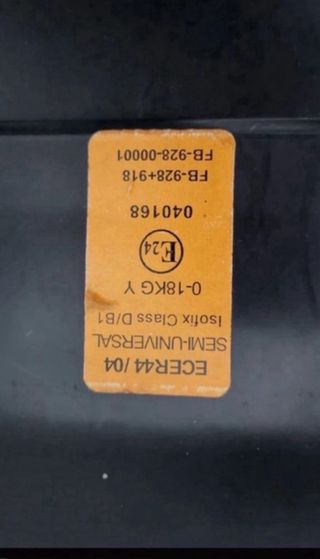 ECER44 /04
SEMI-UNIVERSAL
Isofix Class D/B1
0-18KG Y
E24
040168
FB-928+918
FB-928-00001